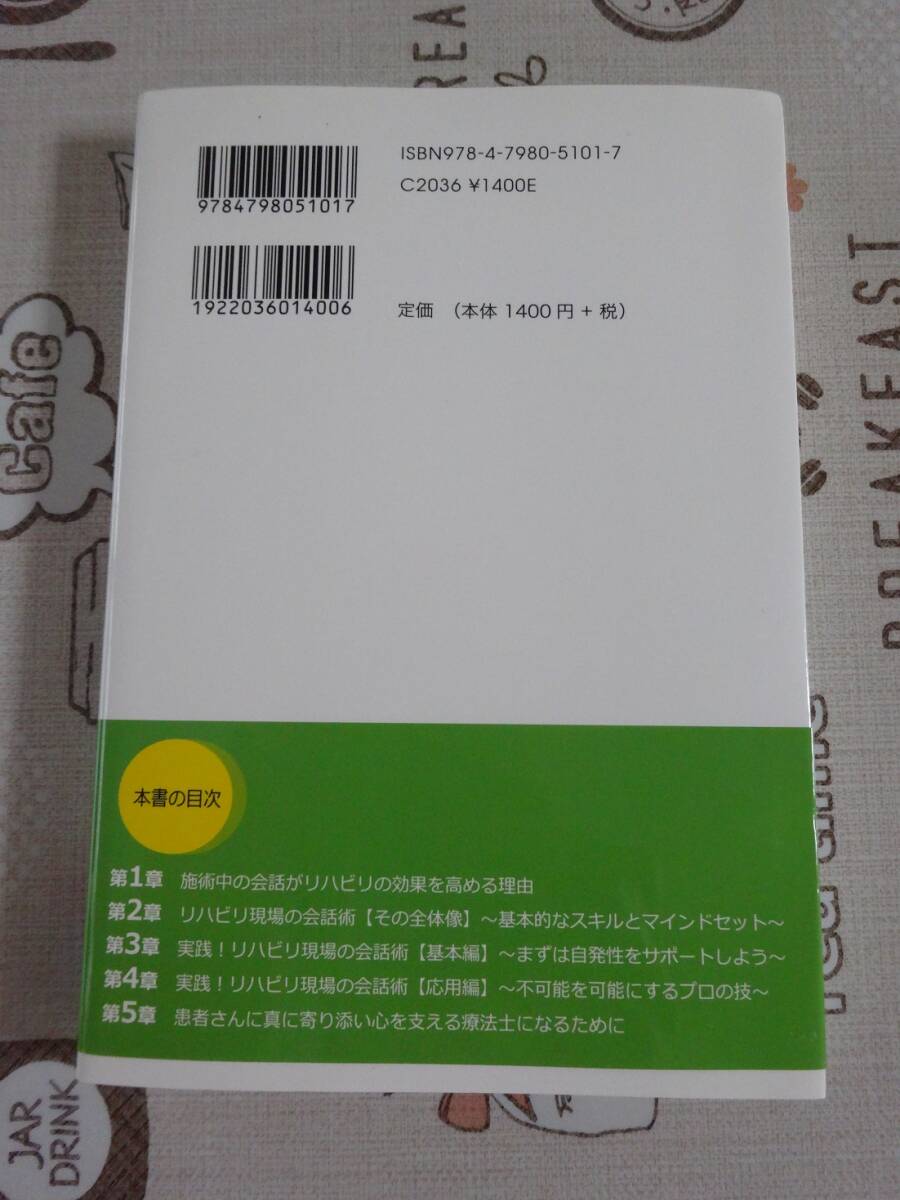 ISBN978-4-7980-5101-7
C2036 ¥1400E
9784798051017
1922036014006
定価 （本体 1400 円 + 税）
本書の目次
第1章 施術中の会話がリハビリの効果を高める理由
第2章 リハビリ現場の会話術【その全体像】～基本的なスキルとマインドセット～
第3章 実践！リハビリ現場の会話術【基本編】～まずは自発性をサポートしよう～
第4章 実践！リハビリ現場の会話術【応用編】～不可能を可能にするプロの技～
第5章 患者さんに真に寄り添い心を支える療法士になるために
Cafe
BREAKFAST
JAR
DRINK